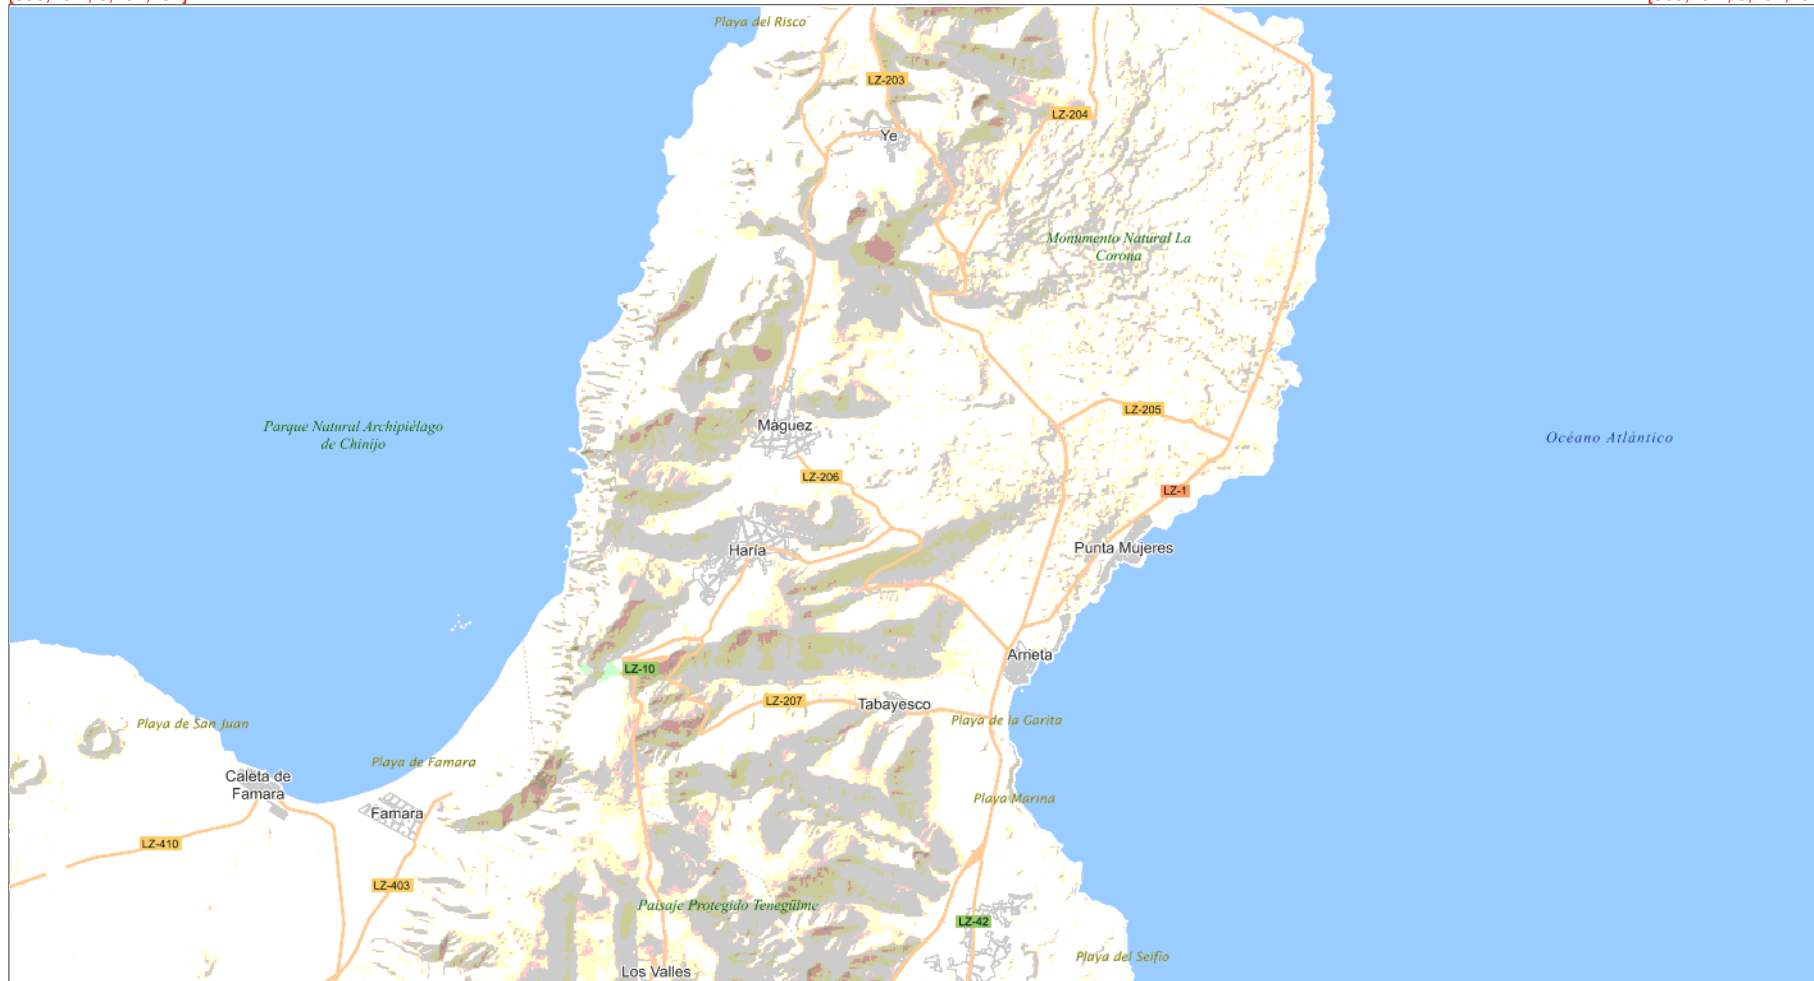 Playa del Risco
LZ-203
LZ-204
Ye
Monumento Natural La
Corona
LZ-205
Parque Natural Archipiélago
de Chinijo
Máguez
Océano Atlántico
LZ-206
LZ-1
Haría
Punta Mujeres
Arrieta
LZ-10
LZ-207
Tabayesco
Playa de San Juan
Playa de la Garita
Playa de Famara
Caleta de
Famara
Playa Marina
Famara
LZ-410
LZ-403
Paisaje Protegido Tenegüime
LZ-42
Playa del Seifio
Los Valles